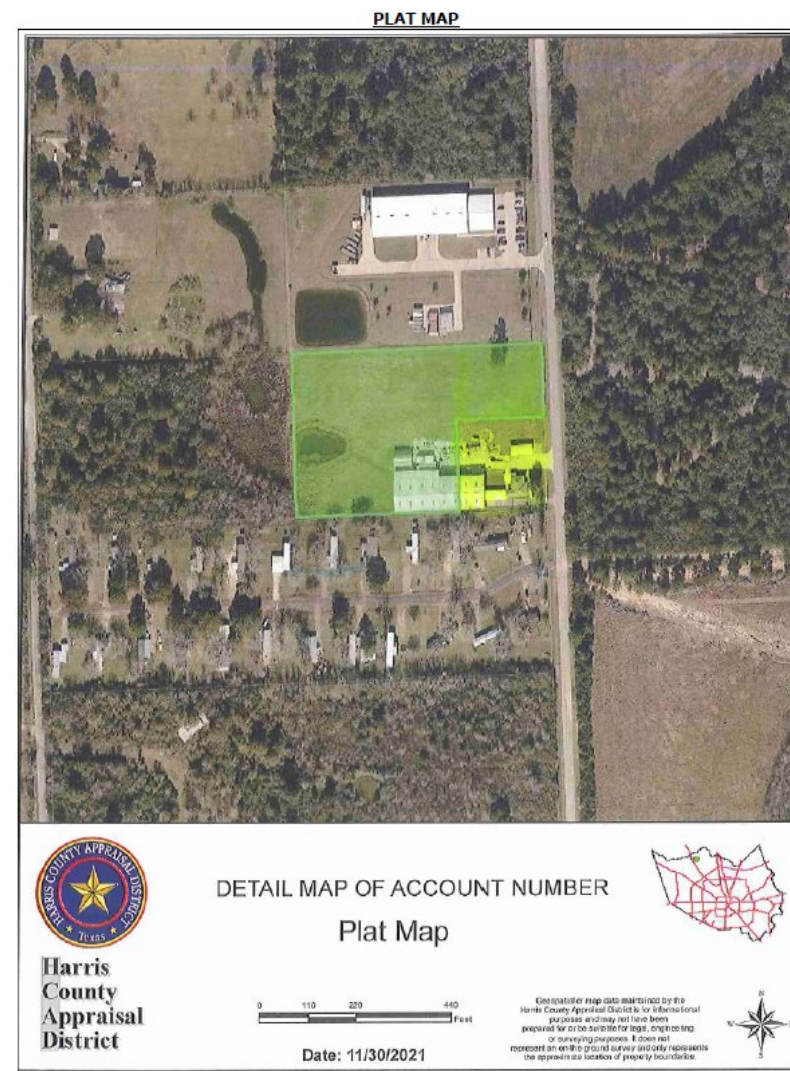 PLAT MAP
HARRIS COUNTY APPRAISAL DISTRICT
Texas
Harris
County
Appraisal
District
DETAIL MAP OF ACCOUNT NUMBER
Plat Map
0 110 220 440
Feet
Date: 11/30/2021
Geospatial or map data maintained by the
Harris County Appraisal District is for informational
purposes and may not have been
prepared for or be suitable for legal, engineering,
or surveying purposes. It does not
represent an on-the-ground survey and only represents
the approximate location of property boundaries.
N
W
S